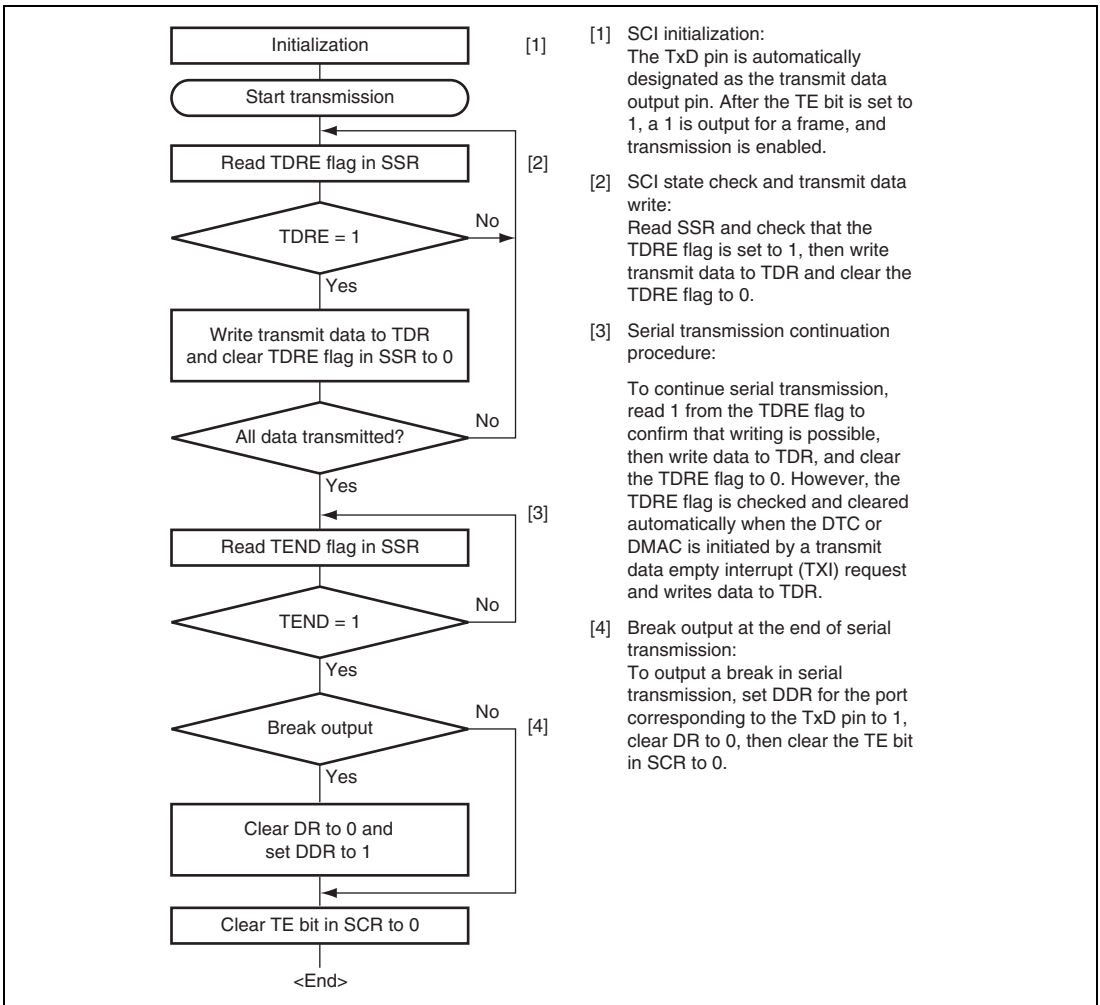 Initialization
[1]
Start transmission
Read TDRE flag in SSR
[2]
TDRE = 1
No
Yes
Write transmit data to TDR
and clear TDRE flag in SSR to 0
All data transmitted?
No
Yes
[3]
Read TEND flag in SSR
TEND = 1
No
Yes
Break output
No
[4]
Yes
Clear DR to 0 and
set DDR to 1
Clear TE bit in SCR to 0
<End>
[1] SCI initialization:
The TxD pin is automatically
designated as the transmit data
output pin. After the TE bit is set to
1, a 1 is output for a frame, and
transmission is enabled.
[2] SCI state check and transmit data
write:
Read SSR and check that the
TDRE flag is set to 1, then write
transmit data to TDR and clear the
TDRE flag to 0.
[3] Serial transmission continuation
procedure:
To continue serial transmission,
read 1 from the TDRE flag to
confirm that writing is possible,
then write data to TDR, and clear
the TDRE flag to 0. However, the
TDRE flag is checked and cleared
automatically when the DTC or
DMAC is initiated by a transmit
data empty interrupt (TXI) request
and writes data to TDR.
[4] Break output at the end of serial
transmission:
To output a break in serial
transmission, set DDR for the port
corresponding to the TxD pin to 1,
clear DR to 0, then clear the TE bit
in SCR to 0.